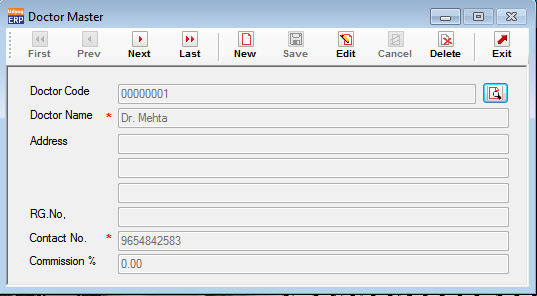 Udyog
ERP
Doctor Master
First Prev Next Last New Save Edit Cancel Delete Exit
Doctor Code 00000001
Doctor Name * Dr. Mehta
Address
RG.No,
Contact No. * 9654842583
Commission % 0.00